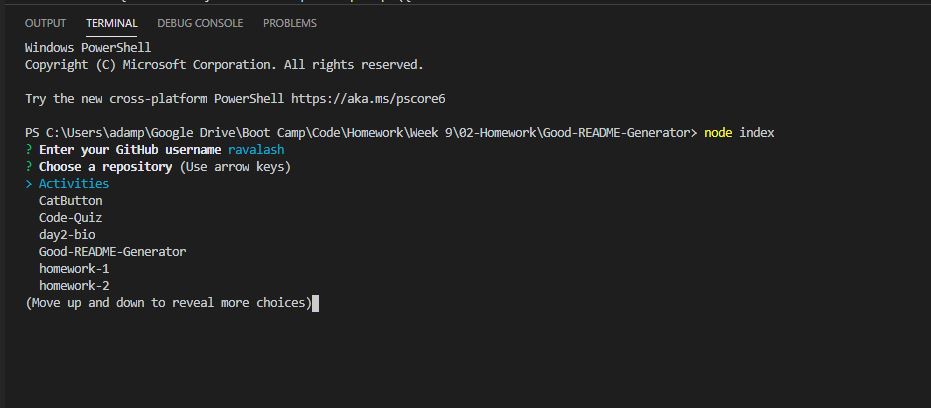 OUTPUT TERMINAL DEBUG CONSOLE PROBLEMS
Windows PowerShell
Copyright (C) Microsoft Corporation. All rights reserved.
Try the new cross-platform PowerShell https://aka.ms/pscore6
PS C:\Users\adamp\Google Drive\Boot Camp\Code\Homework\Week 9\02-Homework\Good-README-Generator> node index
? Enter your GitHub username ravalash
? Choose a repository (Use arrow keys)
> Activities
CatButton
Code-Quiz
day2-bio
Good-README-Generator
homework-1
homework-2
(Move up and down to reveal more choices)